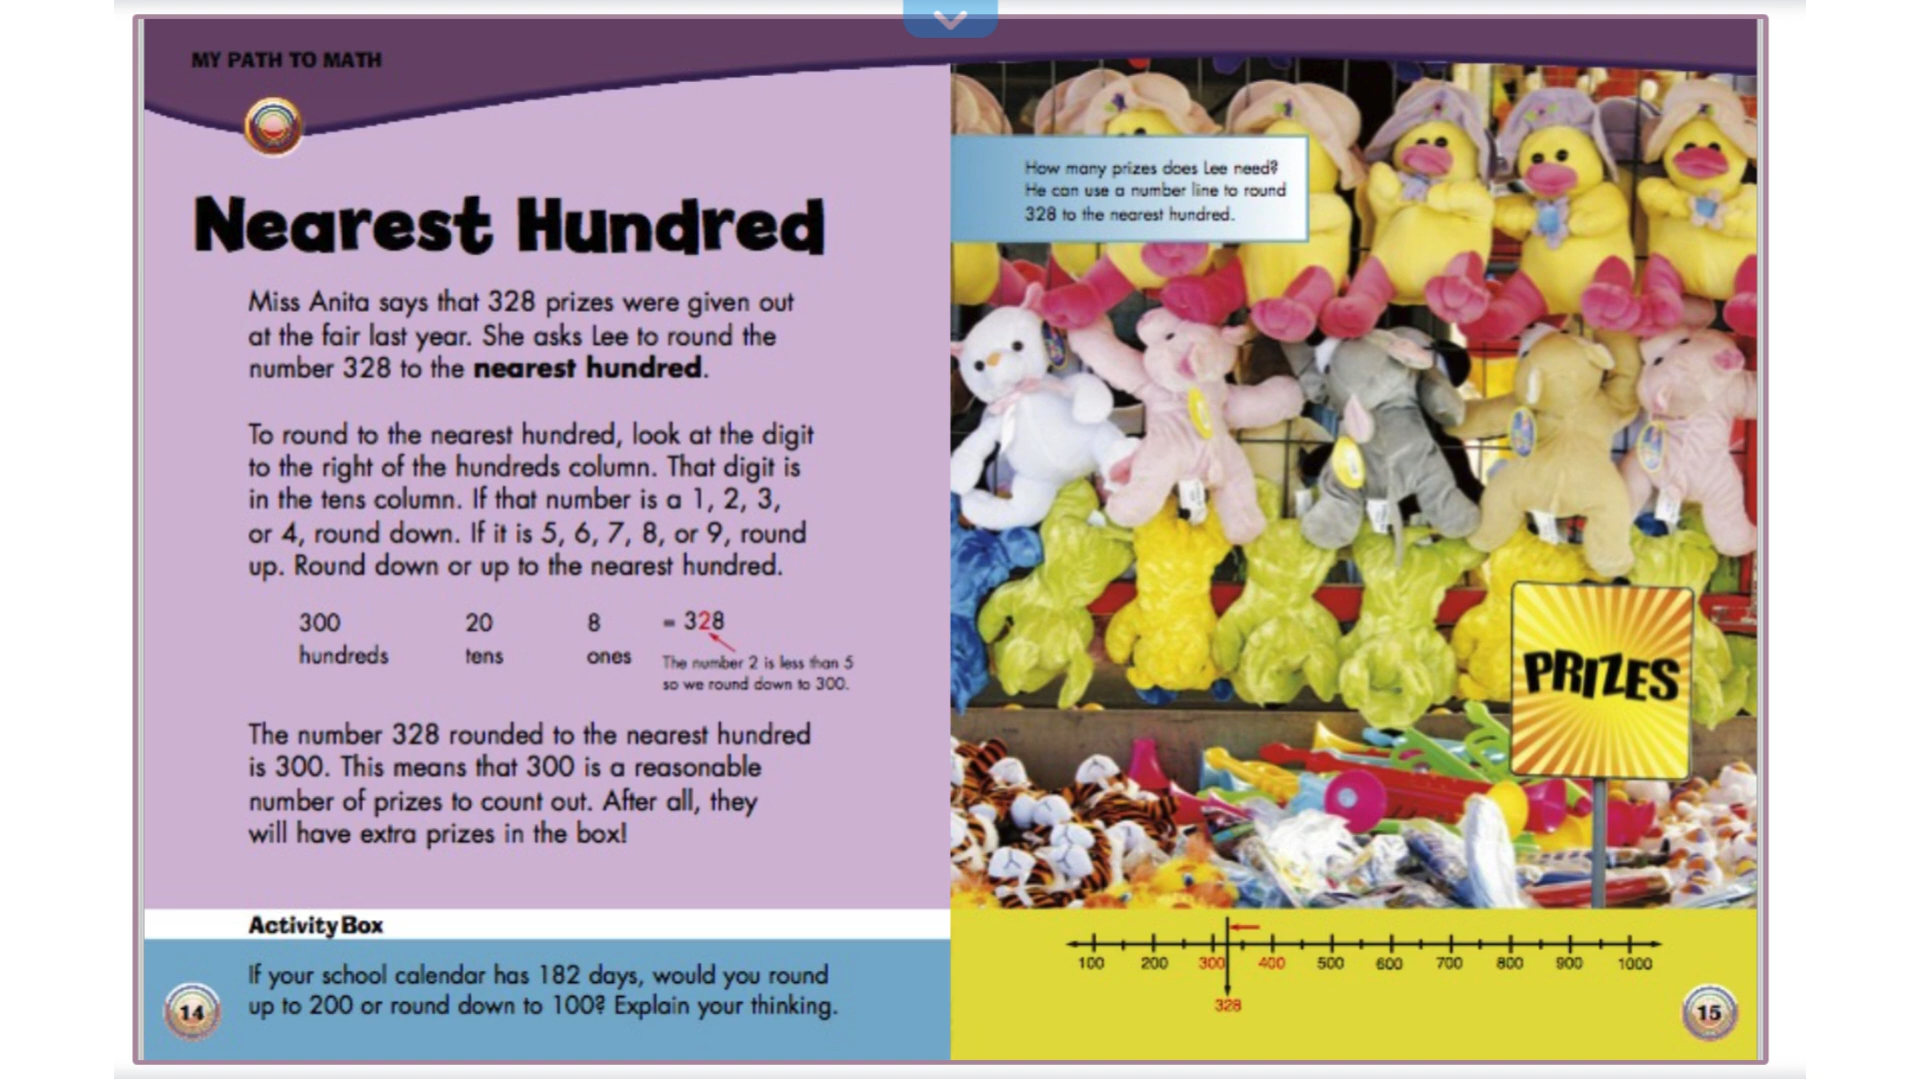 MY PATH TO MATH
Nearest Hundred
Miss Anita says that 328 prizes were given out
at the fair last year. She asks Lee to round the
number 328 to the nearest hundred.
To round to the nearest hundred, look at the digit
to the right of the hundreds column. That digit is
in the tens column. If that number is a 1, 2, 3,
or 4, round down. If it is 5, 6, 7, 8, or 9, round
up. Round down or up to the nearest hundred.
300 20 8 = 328
hundreds tens ones
The number 2 is less than 5
so we round down to 300.
The number 328 rounded to the nearest hundred
is 300. This means that 300 is a reasonable
number of prizes to count out. After all, they
will have extra prizes in the box!
Activity Box
If your school calendar has 182 days, would you round
up to 200 or round down to 100? Explain your thinking.
14
How many prizes does Lee need?
He can use a number line to round
328 to the nearest hundred.
PRIZES
100 200 300 400 500 600 700 800 900 1000
328
15